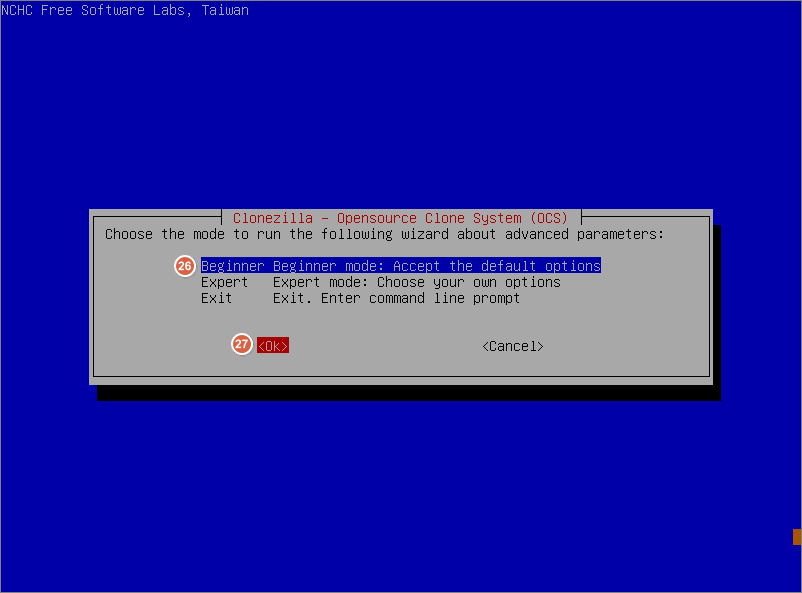 NCHC Free Software Labs, Taiwan
Clonezilla - Opensource Clone System (OCS)
Choose the mode to run the following wizard about advanced parameters:
26 Beginner Beginner mode: Accept the default options
Expert Expert mode: Choose your own options
Exit Exit. Enter command line prompt
27 <Ok> <Cancel>